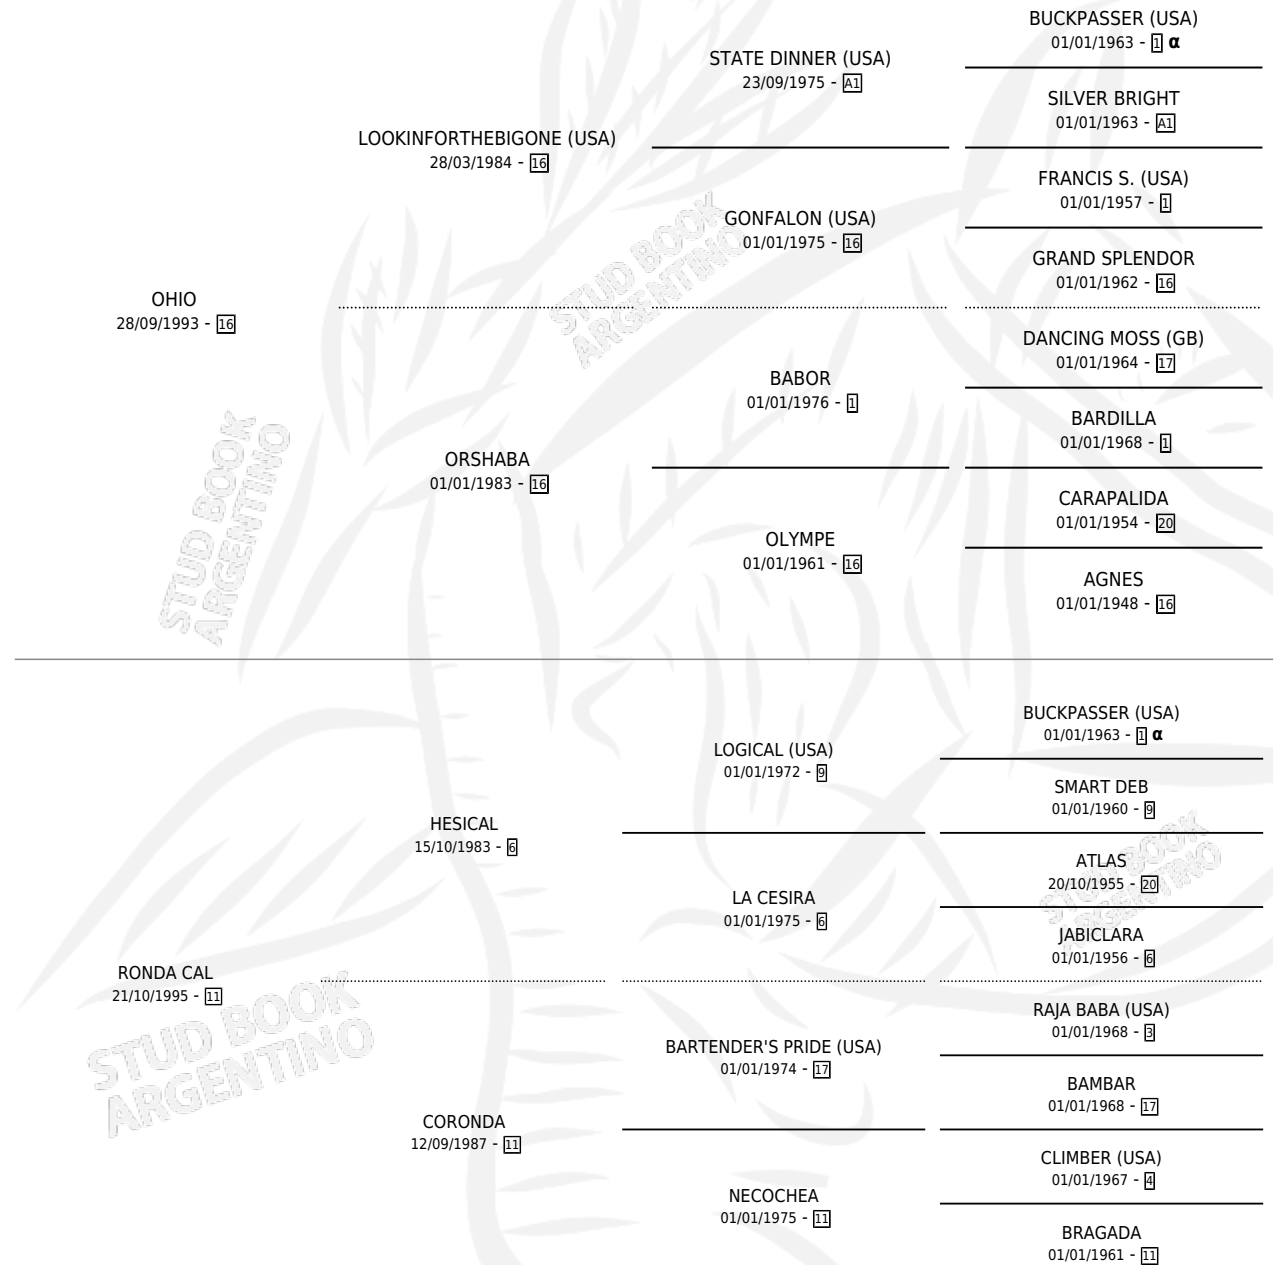 BUCKPASSER (USA)
01/01/1963 - 1 α
STATE DINNER (USA)
23/09/1975 - A1
SILVER BRIGHT
01/01/1963 - A1
LOOKINFORTHEBIGONE (USA)
28/03/1984 - 16
FRANCIS S. (USA)
01/01/1957 - 1
GONFALON (USA)
01/01/1975 - 16
GRAND SPLENDOR
01/01/1962 - 16
OHIO
28/09/1993 - 16
DANCING MOSS (GB)
01/01/1964 - 17
BABOR
01/01/1976 - 1
BARDILLA
01/01/1968 - 1
ORSHABA
01/01/1983 - 16
CARAPALIDA
01/01/1954 - 20
OLYMPE
01/01/1961 - 16
AGNES
01/01/1948 - 16
STUD BOOK
ARGENTINO
STUD BOOK
ARGENTINO
BUCKPASSER (USA)
01/01/1963 - 1 α
LOGICAL (USA)
01/01/1972 - 9
SMART DEB
01/01/1960 - 9
HESICAL
15/10/1983 - 6
ATLAS
20/10/1955 - 20
LA CESIRA
01/01/1975 - 6
JABICLARA
01/01/1956 - 6
RONDA CAL
21/10/1995 - 11
RAJA BABA (USA)
01/01/1968 - 3
BARTENDER'S PRIDE (USA)
01/01/1974 - 17
BAMBAR
01/01/1968 - 17
CORONDA
12/09/1987 - 11
CLIMBER (USA)
01/01/1967 - 4
NECOCHEA
01/01/1975 - 11
BRAGADA
01/01/1961 - 11
STUD BOOK
ARGENTINO
STUD BOOK
ARGENTINO